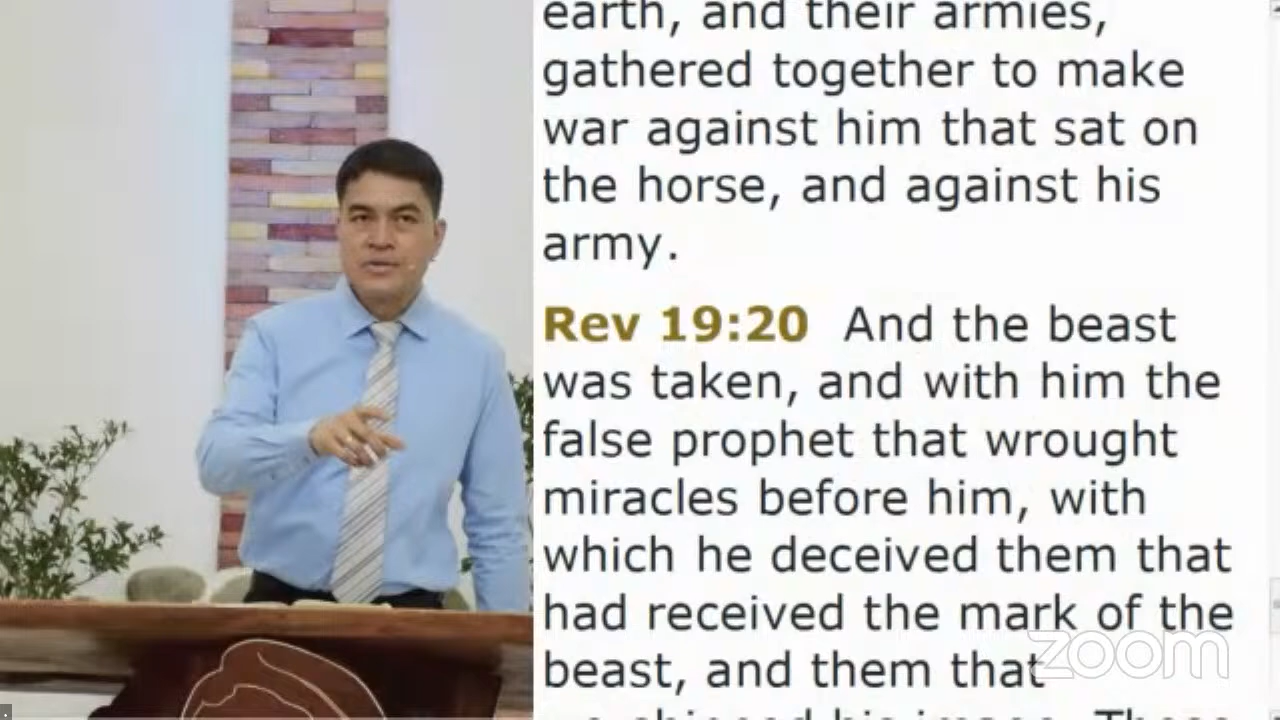 earth, and their armies,
gathered together to make
war against him that sat on
the horse, and against his
army.
Rev 19:20 And the beast
was taken, and with him the
false prophet that wrought
miracles before him, with
which he deceived them that
had received the mark of the
beast, and them that
zoom